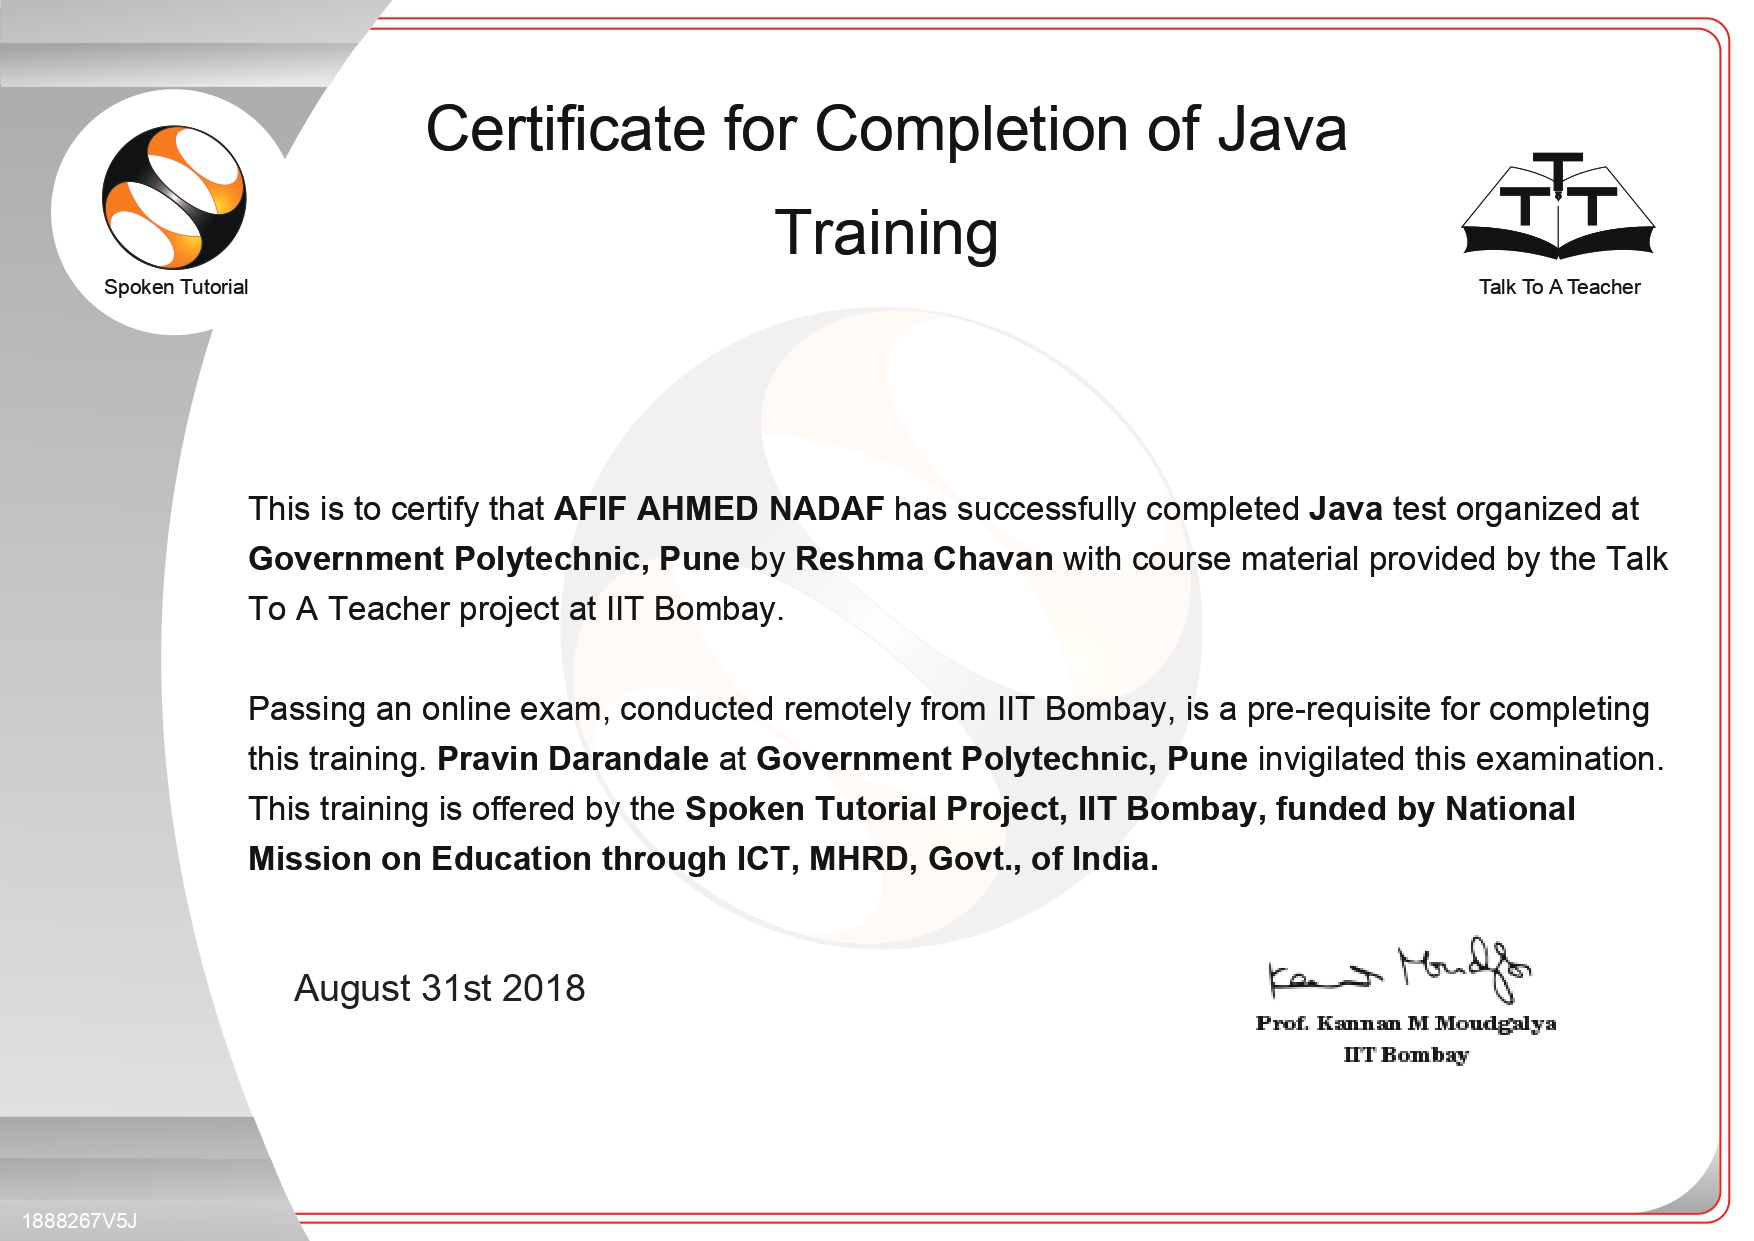 Certificate for Completion of Java
Training
Spoken Tutorial
TTT
Talk To A Teacher
This is to certify that AFIF AHMED NADAF has successfully completed Java test organized at
Government Polytechnic, Pune by Reshma Chavan with course material provided by the Talk
To A Teacher project at IIT Bombay.
Passing an online exam, conducted remotely from IIT Bombay, is a pre-requisite for completing
this training. Pravin Darandale at Government Polytechnic, Pune invigilated this examination.
This training is offered by the Spoken Tutorial Project, IIT Bombay, funded by National
Mission on Education through ICT, MHRD, Govt., of India.
August 31st 2018
Kannan Moudgalya
Prof. Kannan M Moudgalya
IIT Bombay
1888267V5J